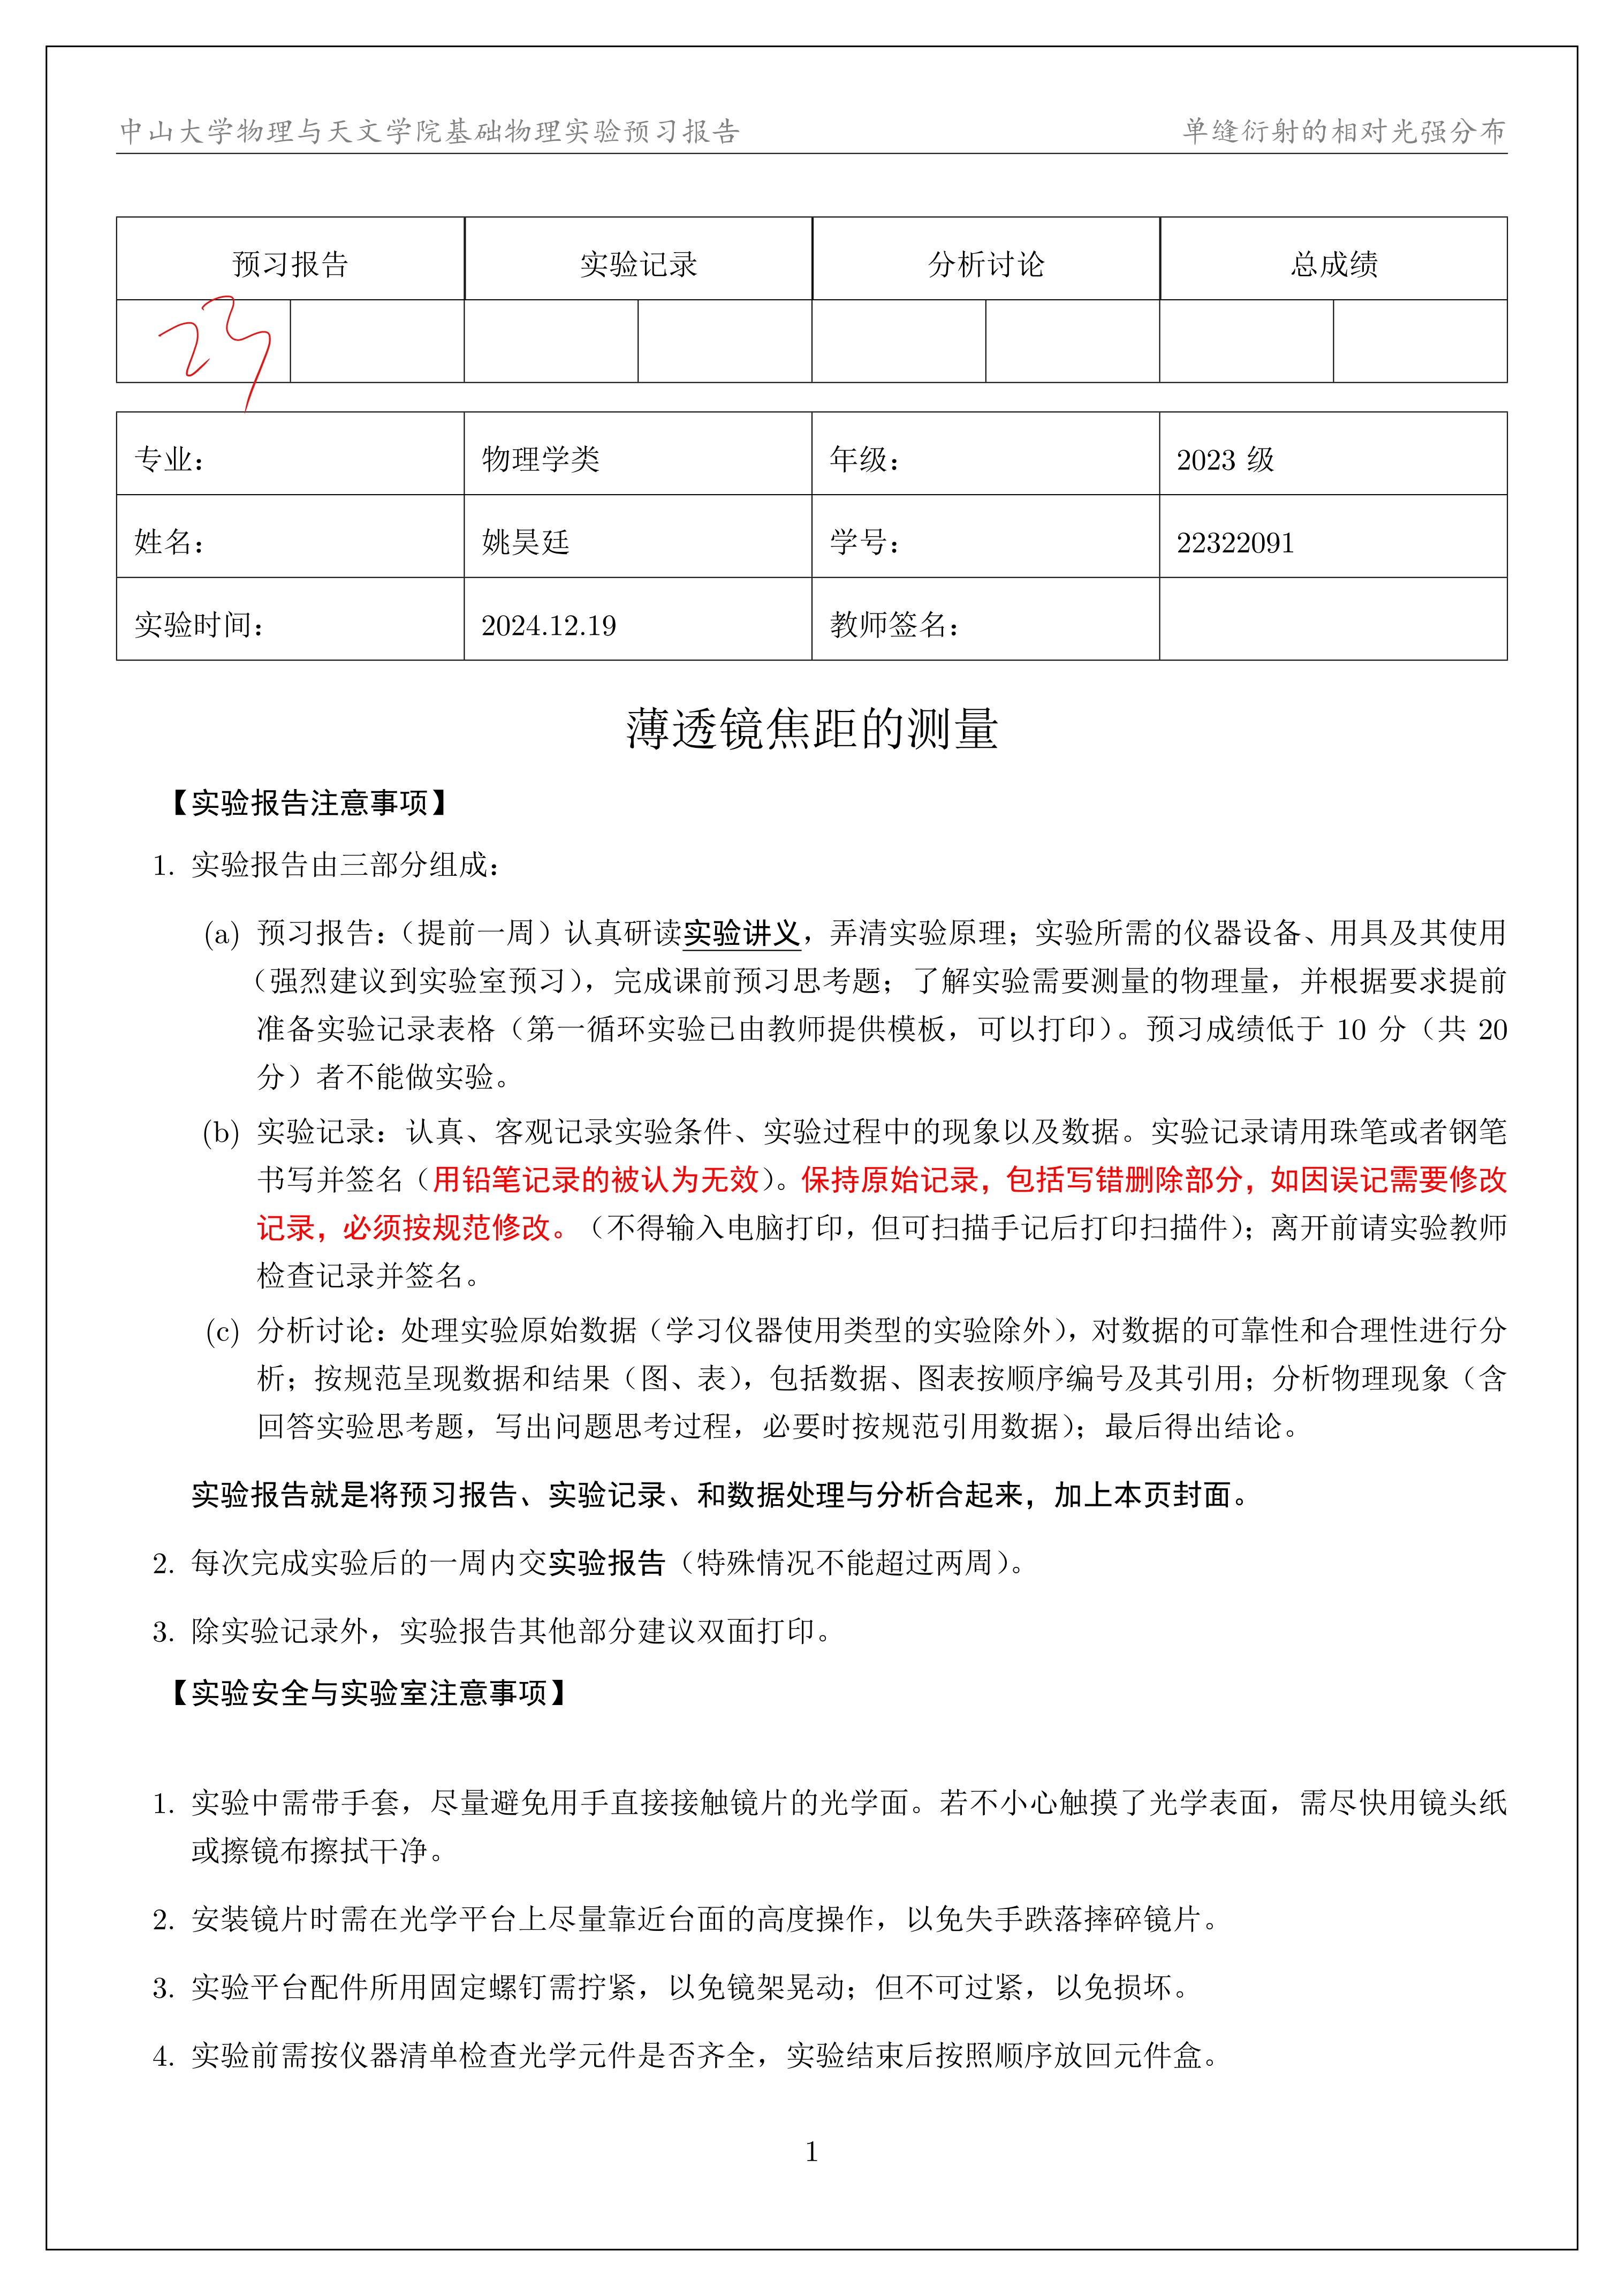 中山大学物理与天文学院基础物理实验预习报告 单缝衍射的相对光强分布
预习报告 实验记录 分析讨论 总成绩
23
专业： 物理学类 年级： 2023 级
姓名： 姚昊廷 学号： 22322091
实验时间： 2024.12.19 教师签名：
薄透镜焦距的测量
【实验报告注意事项】
1. 实验报告由三部分组成：
(a) 预习报告：（提前一周）认真研读实验讲义，弄清实验原理；实验所需的仪器设备、用具及其使用
（强烈建议到实验室预习），完成课前预习思考题；了解实验需要测量的物理量，并根据要求提前
准备实验记录表格（第一循环实验已由教师提供模板，可以打印）。预习成绩低于 10 分（共 20
分）者不能做实验。
(b) 实验记录：认真、客观记录实验条件、实验过程中的现象以及数据。实验记录请用珠笔或者钢笔
书写并签名（用铅笔记录的被认为无效）。保持原始记录，包括写错删除部分，如因误记需要修改
记录，必须按规范修改。（不得输入电脑打印，但可扫描手记后打印扫描件）；离开前请实验教师
检查记录并签名。
(c) 分析讨论：处理实验原始数据（学习仪器使用类型的实验除外），对数据的可靠性和合理性进行分
析；按规范呈现数据和结果（图、表），包括数据、图表按顺序编号及其引用；分析物理现象（含
回答实验思考题，写出问题思考过程，必要时按规范引用数据）；最后得出结论。
实验报告就是将预习报告、实验记录、和数据处理与分析合起来，加上本页封面。
2. 每次完成实验后的一周内交实验报告（特殊情况不能超过两周）。
3. 除实验记录外，实验报告其他部分建议双面打印。
【实验安全与实验室注意事项】
1. 实验中需带手套，尽量避免用手直接接触镜片的光学面。若不小心触摸了光学表面，需尽快用镜头纸
或擦镜布擦拭干净。
2. 安装镜片时需在光学平台上尽量靠近台面的高度操作，以免失手跌落摔碎镜片。
3. 实验平台配件所用固定螺钉需拧紧，以免镜架晃动；但不可过紧，以免损坏。
4. 实验前需按仪器清单检查光学元件是否齐全，实验结束后按照顺序放回元件盒。
1